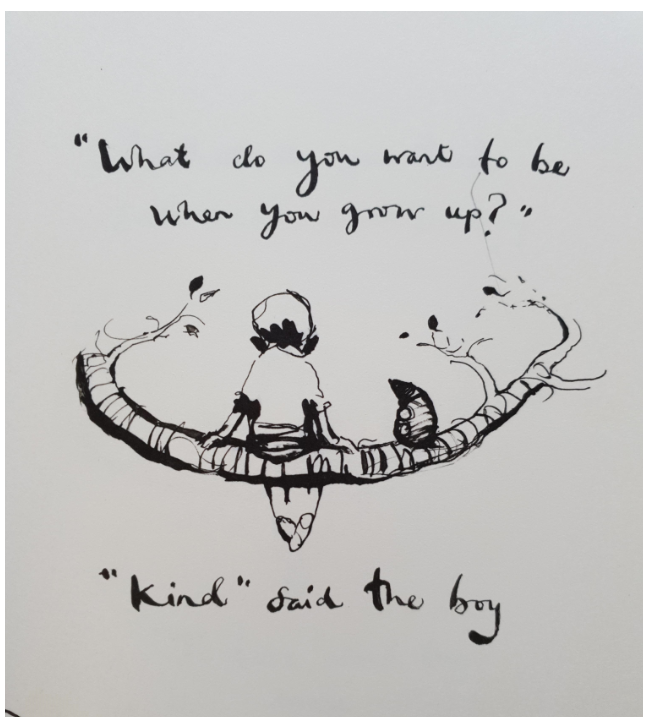 "What do you want to be
when you grow up?"
"Kind" said the boy